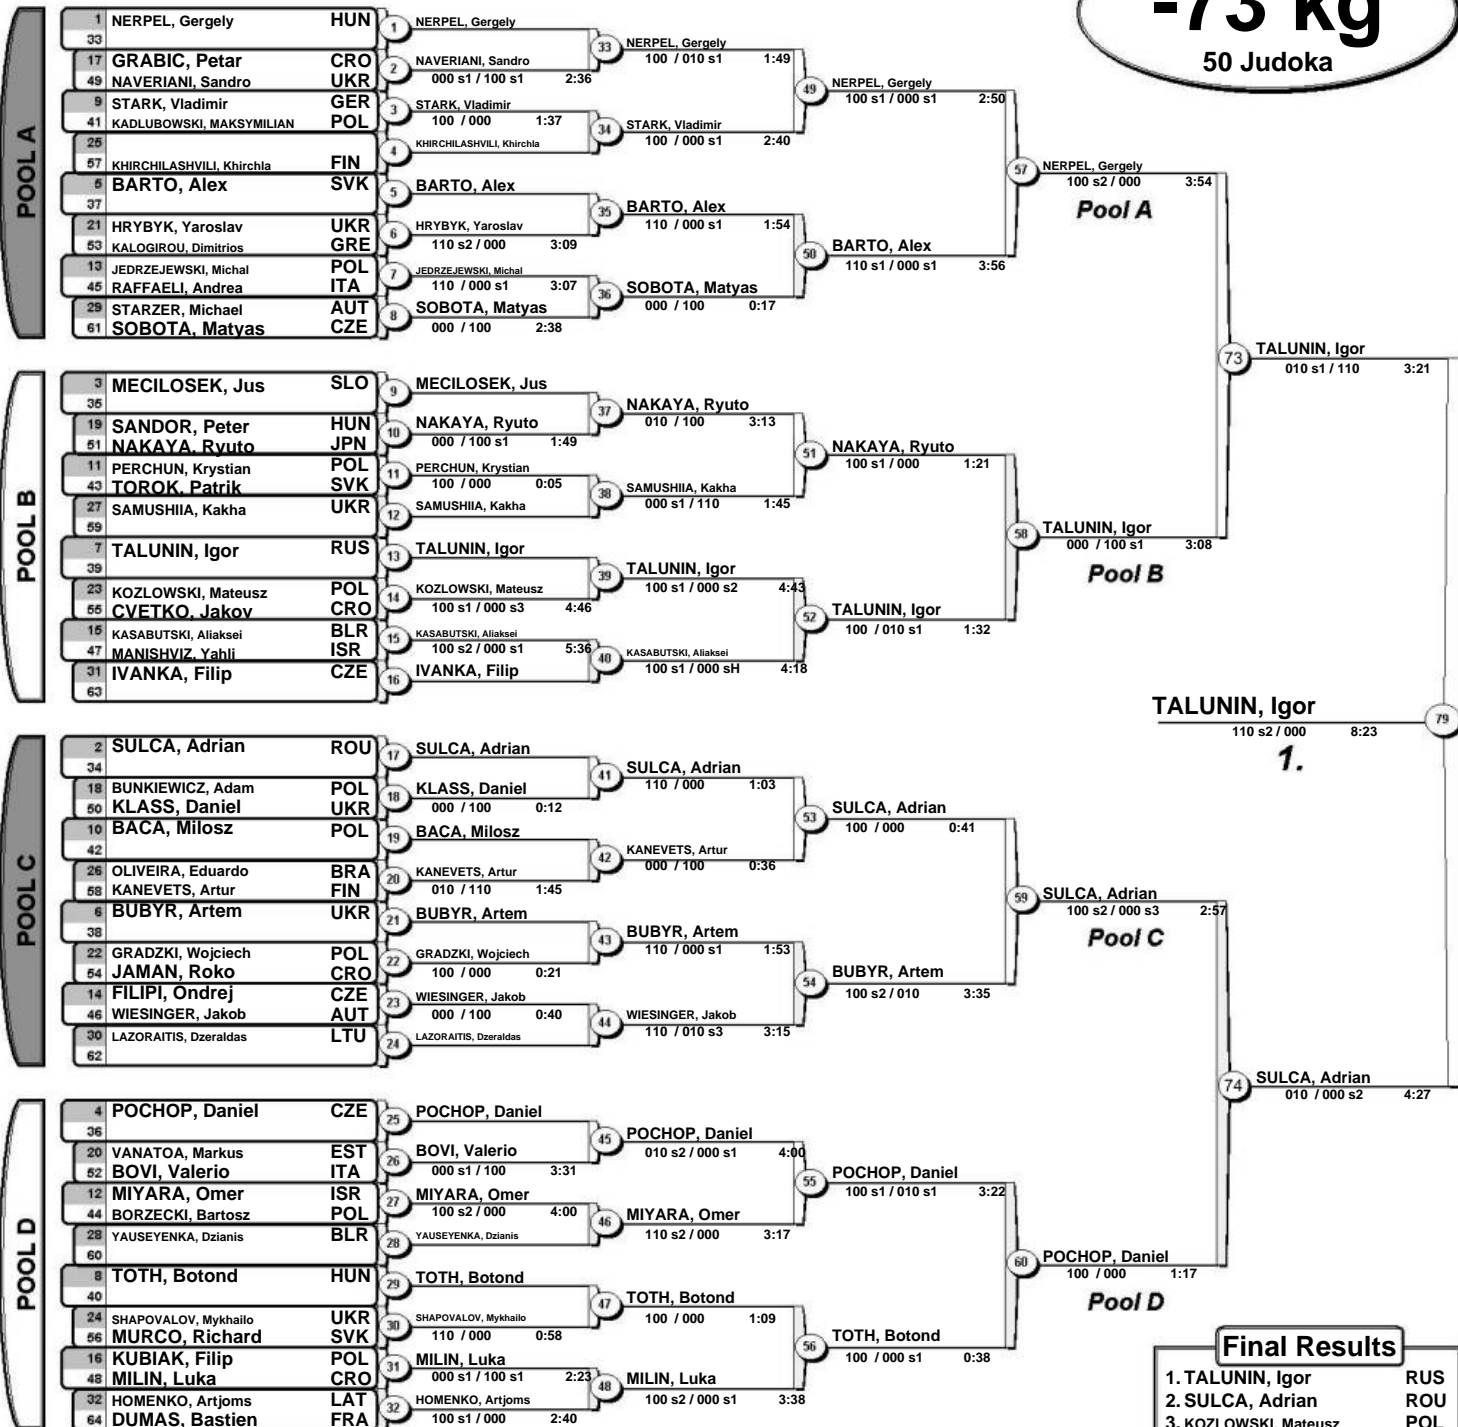 -73 kg
50 Judoka
POOL A
1 NERPEL, Gergely HUN
33
17 GRABIC, Petar CRO
49 NAVERIANI, Sandro UKR
9 STARK, Vladimir GER
41 KADLUBOWSKI, MAKSYMILIAN POL
25
57 KHIRCHILASHVILI, Khirchla FIN
5 BARTO, Alex SVK
37
21 HRYBYK, Yaroslav UKR
53 KALOGIROU, Dimitrios GRE
13 JEDRZEJEWSKI, Michal POL
45 RAFFAELI, Andrea ITA
29 STARZER, Michael AUT
61 SOBOTA, Matyas CZE
1 NERPEL, Gergely
2 NAVERIANI, Sandro
000 s1 / 100 s1 2:36
3 STARK, Vladimir
100 / 000 1:37
4 KHIRCHILASHVILI, Khirchla
5 BARTO, Alex
6 HRYBYK, Yaroslav
110 s2 / 000 3:09
7 JEDRZEJEWSKI, Michal
110 / 000 s1 3:07
8 SOBOTA, Matyas
000 / 100 2:38
33 NERPEL, Gergely
100 / 010 s1 1:49
34 STARK, Vladimir
100 / 000 s1 2:40
35 BARTO, Alex
110 / 000 s1 1:54
36 SOBOTA, Matyas
000 / 100 0:17
49 NERPEL, Gergely
100 s1 / 000 s1 2:50
50 BARTO, Alex
110 s1 / 000 s1 3:56
57 NERPEL, Gergely
100 s2 / 000 3:54
Pool A
POOL B
3 MECILOSEK, Jus SLO
35
19 SANDOR, Peter HUN
51 NAKAYA, Ryuto JPN
11 PERCHUN, Krystian POL
43 TOROK, Patrik SVK
27 SAMUSHIIA, Kakha UKR
59
7 TALUNIN, Igor RUS
39
23 KOZLOWSKI, Mateusz POL
55 CVETKO, Jakov CRO
15 KASABUTSKI, Aliaksei BLR
47 MANISHVIZ, Yahli ISR
31 IVANKA, Filip CZE
63
9 MECILOSEK, Jus
10 NAKAYA, Ryuto
000 / 100 s1 1:49
11 PERCHUN, Krystian
100 / 000 0:05
12 SAMUSHIIA, Kakha
13 TALUNIN, Igor
14 KOZLOWSKI, Mateusz
100 s1 / 000 s3 4:46
15 KASABUTSKI, Aliaksei
100 s2 / 000 s1 5:36
16 IVANKA, Filip
37 NAKAYA, Ryuto
010 / 100 3:13
38 SAMUSHIIA, Kakha
000 s1 / 110 1:45
39 TALUNIN, Igor
100 s1 / 000 s2 4:43
40 KASABUTSKI, Aliaksei
100 s1 / 000 sH 4:18
51 NAKAYA, Ryuto
100 s1 / 000 1:21
52 TALUNIN, Igor
100 / 010 s1 1:32
58 TALUNIN, Igor
000 / 100 s1 3:08
Pool B
73 TALUNIN, Igor
010 s1 / 110 3:21
TALUNIN, Igor 79
110 s2 / 000 8:23
1.
POOL C
2 SULCA, Adrian ROU
34
18 BUNKIEWICZ, Adam POL
50 KLASS, Daniel UKR
10 BACA, Milosz POL
42
26 OLIVEIRA, Eduardo BRA
58 KANEVETS, Artur FIN
6 BUBYR, Artem UKR
38
22 GRADZKI, Wojciech POL
54 JAMAN, Roko CRO
14 FILIPI, Ondrej CZE
46 WIESINGER, Jakob AUT
30 LAZORAITIS, Dzeraldas LTU
62
17 SULCA, Adrian
18 KLASS, Daniel
000 / 100 0:12
19 BACA, Milosz
20 KANEVETS, Artur
010 / 110 1:45
21 BUBYR, Artem
22 GRADZKI, Wojciech
100 / 000 0:21
23 WIESINGER, Jakob
000 / 100 0:40
24 LAZORAITIS, Dzeraldas
41 SULCA, Adrian
110 / 000 1:03
42 KANEVETS, Artur
000 / 100 0:36
43 BUBYR, Artem
110 / 000 s1 1:53
44 WIESINGER, Jakob
110 / 010 s3 3:15
53 SULCA, Adrian
100 / 000 0:41
54 BUBYR, Artem
100 s2 / 010 3:35
59 SULCA, Adrian
100 s2 / 000 s3 2:57
Pool C
POOL D
4 POCHOP, Daniel CZE
36
20 VANATOA, Markus EST
52 BOVI, Valerio ITA
12 MIYARA, Omer ISR
44 BORZECKI, Bartosz POL
28 YAUSEYENKA, Dzianis BLR
60
8 TOTH, Botond HUN
40
24 SHAPOVALOV, Mykhailo UKR
56 MURCO, Richard SVK
16 KUBIAK, Filip POL
48 MILIN, Luka CRO
32 HOMENKO, Artjoms LAT
64 DUMAS, Bastien FRA
25 POCHOP, Daniel
26 BOVI, Valerio
000 s1 / 100 3:31
27 MIYARA, Omer
100 s2 / 000 4:00
28 YAUSEYENKA, Dzianis
29 TOTH, Botond
30 SHAPOVALOV, Mykhailo
110 / 000 0:58
31 MILIN, Luka
000 s1 / 100 s1 2:23
32 HOMENKO, Artjoms
100 s1 / 000 2:40
45 POCHOP, Daniel
010 s2 / 000 s1 4:00
46 MIYARA, Omer
110 s2 / 000 3:17
47 TOTH, Botond
100 / 000 1:09
48 MILIN, Luka
100 s2 / 000 s1 3:38
55 POCHOP, Daniel
100 s1 / 010 s1 3:22
56 TOTH, Botond
100 / 000 s1 0:38
60 POCHOP, Daniel
100 / 000 1:17
Pool D
74 SULCA, Adrian
010 / 000 s2 4:27
Final Results
1. TALUNIN, Igor RUS
2. SULCA, Adrian ROU
3. KOZLOWSKI, Mateusz POL